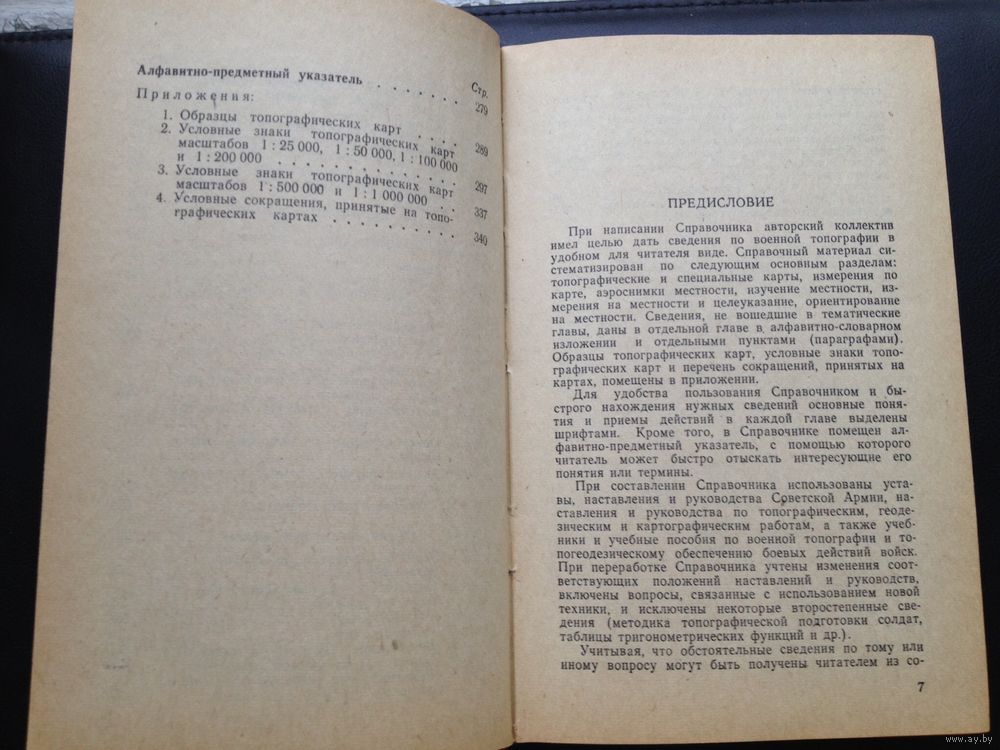 Стр.
Алфавитно-предметный указатель . . . . . . . 279
Приложения:
1. Образцы топографических карт . . . . 289
2. Условные знаки топографических карт
масштабов 1 : 25 000, 1 : 50 000, 1 : 100 000
и 1 : 200 000 . . . . . . . . . . . . . 297
3. Условные знаки топографических карт
масштабов 1 : 500 000 и 1 : 1 000 000 . . 337
4. Условные сокращения, принятые на топо-
графических картах . . . . . . . . . . 340
ПРЕДИСЛОВИЕ
При написании Справочника авторский коллектив
имел целью дать сведения по военной топографии в
удобном для читателя виде. Справочный материал си-
стематизирован по следующим основным разделам:
топографические и специальные карты, измерения по
карте, аэроснимки местности, изучение местности, из-
мерения на местности и целеуказание, ориентирование
на местности. Сведения, не вошедшие в тематические
главы, даны в отдельной главе в алфавитно-словарном
изложении и отдельными пунктами (параграфами).
Образцы топографических карт, условные знаки топо-
графических карт и перечень сокращений, принятых на
картах, помещены в приложении.
Для удобства пользования Справочником и бы-
строго нахождения нужных сведений основные поня-
тия и приемы действий в каждой главе выделены
шрифтами. Кроме того, в Справочнике помещен ал-
фавитно-предметный указатель, с помощью которого
читатель может быстро отыскать интересующие его
понятия или термины.
При составлении Справочника использованы уста-
вы, наставления и руководства Советской Армии, на-
ставления и руководства по топографическим, геоде-
зическим и картографическим работам, а также учеб-
ники и учебные пособия по военной топографии и то-
погеодезическому обеспечению боевых действий войск.
При переработке Справочника учтены изменения соот-
ветствующих положений наставлений и руководств,
включены вопросы, связанные с использованием новой
техники, и исключены некоторые второстепенные све-
дения (методика топографической подготовки солдат,
таблицы тригонометрических функций и др.).
Учитывая, что обстоятельные сведения по тому или
иному вопросу могут быть получены читателем из со-
7
www.ay.by